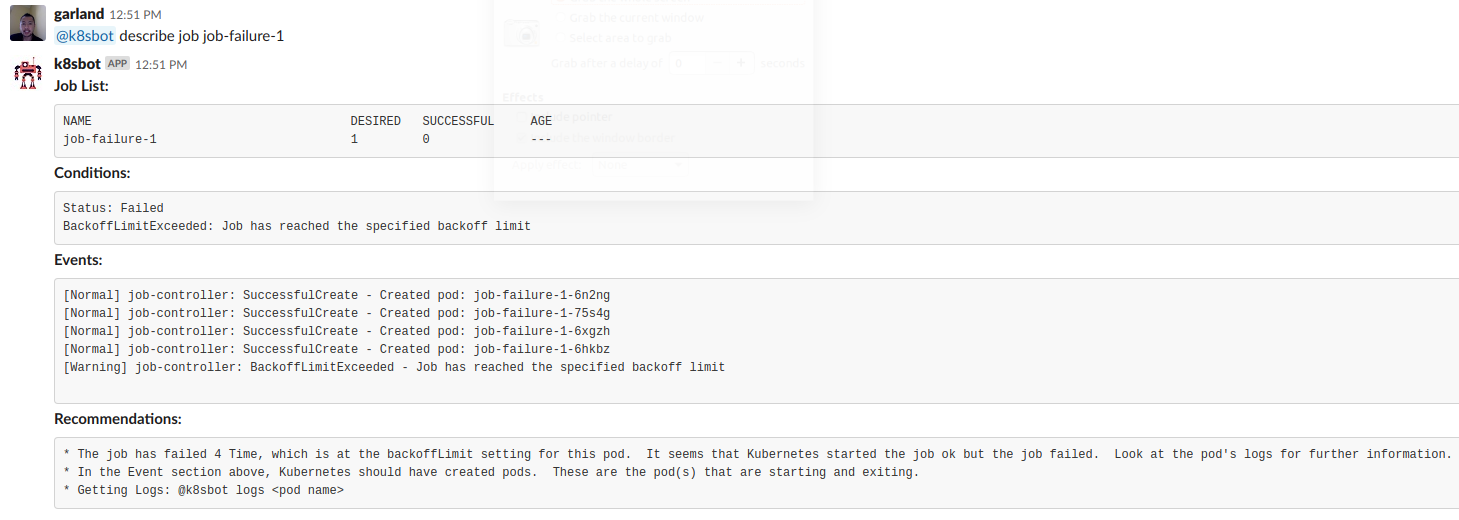 garland 12:51 PM
@k8sbot describe job job-failure-1
k8sbot APP 12:51 PM
Job List:
NAME DESIRED SUCCESSFUL AGE
job-failure-1 1 0 ---
Conditions:
Status: Failed
BackoffLimitExceeded: Job has reached the specified backoff limit
Events:
[Normal] job-controller: SuccessfulCreate - Created pod: job-failure-1-6n2ng
[Normal] job-controller: SuccessfulCreate - Created pod: job-failure-1-75s4g
[Normal] job-controller: SuccessfulCreate - Created pod: job-failure-1-6xgzh
[Normal] job-controller: SuccessfulCreate - Created pod: job-failure-1-6hkbz
[Warning] job-controller: BackoffLimitExceeded - Job has reached the specified backoff limit
Recommendations:
* The job has failed 4 Time, which is at the backoffLimit setting for this pod.  It seems that Kubernetes started the job ok but the job failed.  Look at the pod's logs for further information.
* In the Event section above, Kubernetes should have created pods.  These are the pod(s) that are starting and exiting.
* Getting Logs: @k8sbot logs <pod name>
Grab the current window
Select area to grab
Grab after a delay of 0 seconds
Effects
pointer
the window border